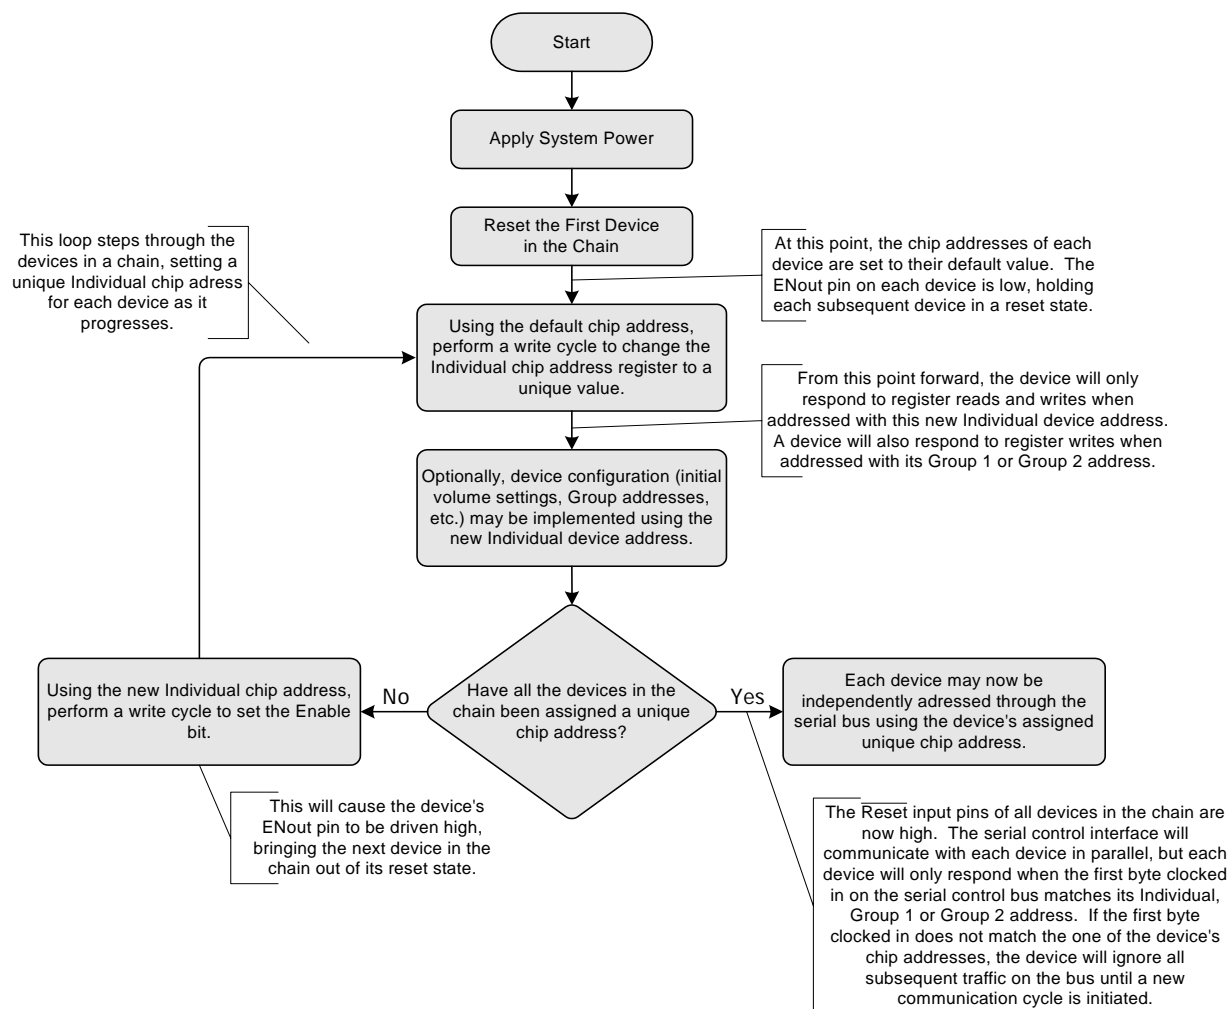 Start
Apply System Power
Reset the First Device
in the Chain
This loop steps through the
devices in a chain, setting a
unique Individual chip adress
for each device as it
progresses.
At this point, the chip addresses of each
device are set to their default value. The
ENout pin on each device is low, holding
each subsequent device in a reset state.
Using the default chip address,
perform a write cycle to change the
Individual chip address register to a
unique value.
From this point forward, the device will only
respond to register reads and writes when
addressed with this new Individual device address.
A device will also respond to register writes when
addressed with its Group 1 or Group 2 address.
Optionally, device configuration (initial
volume settings, Group addresses,
etc.) may be implemented using the
new Individual device address.
Using the new Individual chip address,
perform a write cycle to set the Enable
bit.
No
Have all the devices in the
chain been assigned a unique
chip address?
Yes
Each device may now be
independently adressed through the
serial bus using the device's assigned
unique chip address.
This will cause the device's
ENout pin to be driven high,
bringing the next device in the
chain out of its reset state.
The Reset input pins of all devices in the chain are
now high. The serial control interface will
communicate with each device in parallel, but each
device will only respond when the first byte clocked
in on the serial control bus matches its Individual,
Group 1 or Group 2 address. If the first byte
clocked in does not match the one of the device's
chip addresses, the device will ignore all
subsequent traffic on the bus until a new
communication cycle is initiated.